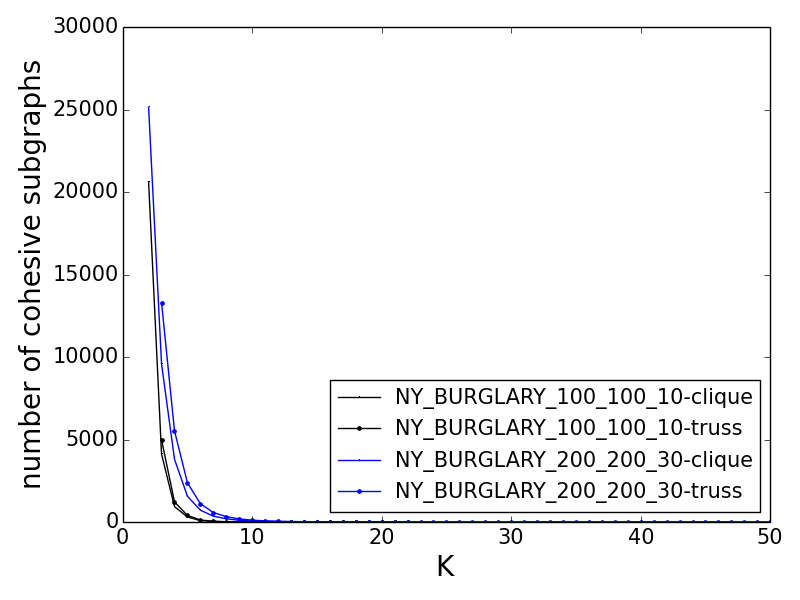 number of cohesive subgraphs
30000
25000
20000
15000
10000
5000
0
NY_BURGLARY_100_100_10-clique
NY_BURGLARY_100_100_10-truss
NY_BURGLARY_200_200_30-clique
NY_BURGLARY_200_200_30-truss
0 10 20 30 40 50
K